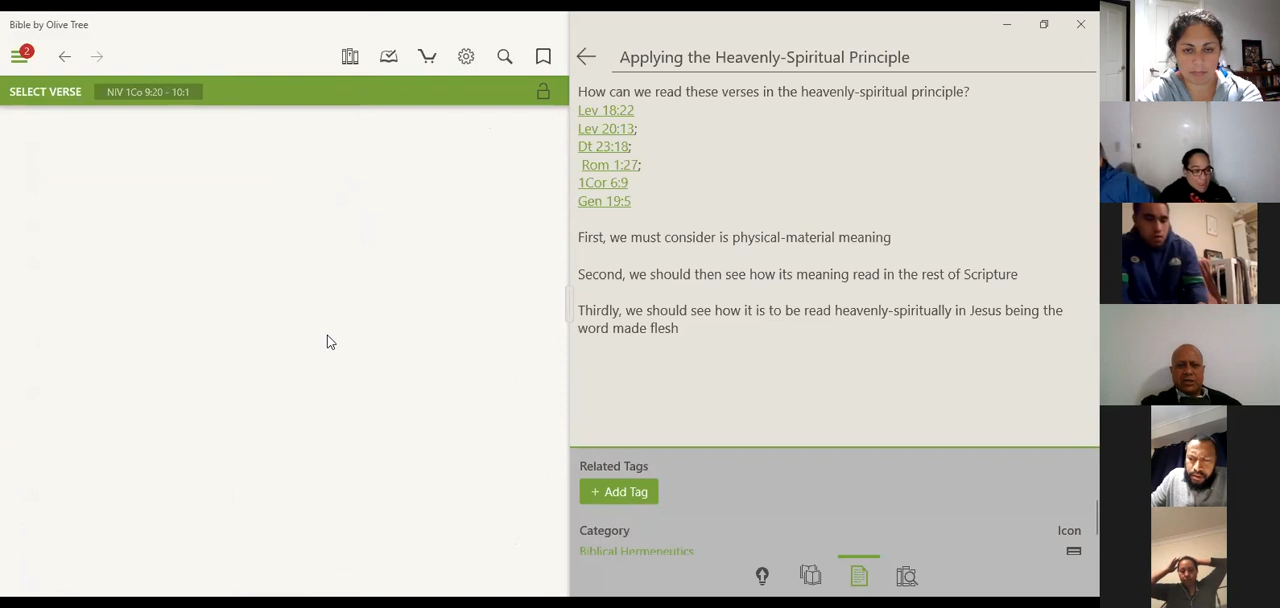 Bible by Olive Tree
2
SELECT VERSE
NIV 1Co 9:20 - 10:1
Applying the Heavenly-Spiritual Principle
How can we read these verses in the heavenly-spiritual principle?
Lev 18:22
Lev 20:13;
Dt 23:18;
Rom 1:27;
1Cor 6:9
Gen 19:5
First, we must consider is physical-material meaning
Second, we should then see how its meaning read in the rest of Scripture
Thirdly, we should see how it is to be read heavenly-spiritually in Jesus being the
word made flesh
Related Tags
+ Add Tag
Category
Icon
Biblical Hermeneutics